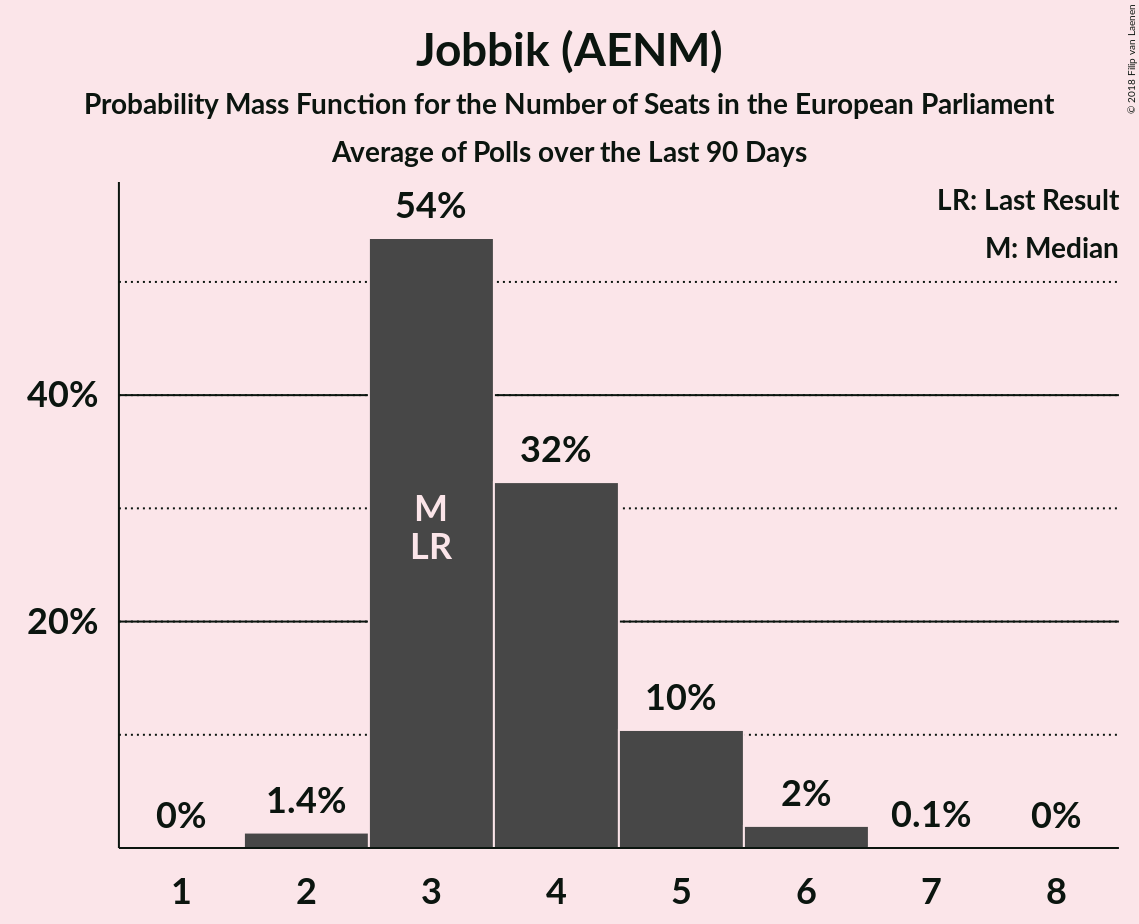 Jobbik (AENM)
Probability Mass Function for the Number of Seats in the European Parliament
Average of Polls over the Last 90 Days
© 2018 Filip van Laenen
LR: Last Result
M: Median
54%
40%
32%
M
LR
20%
10%
0%
1.4%
2%
0.1%
0%
1 2 3 4 5 6 7 8